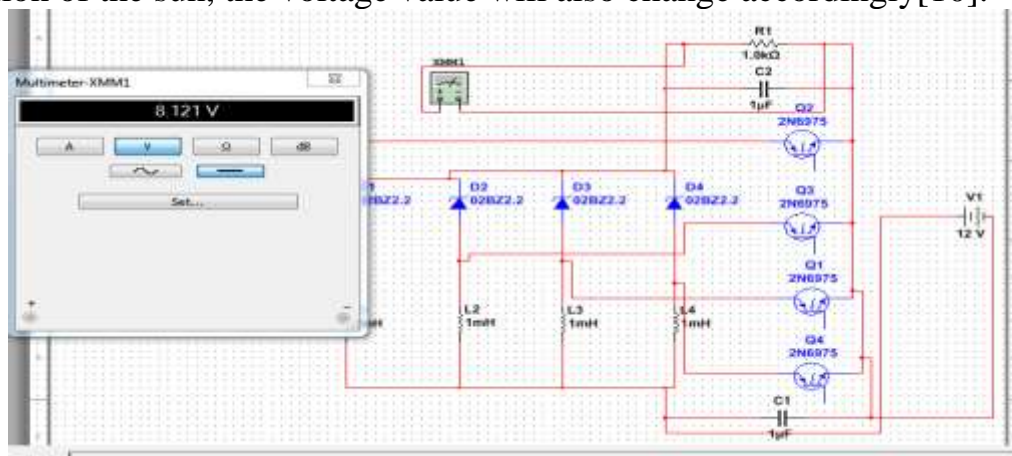 ion of the sun, the voltage value will also change accordingly[10].
R1
1.0kΩ
XMM1
C2
1μF
Multimeter-XMM1
8.121 V
A V Ω dB
Set...
+ -
Q2
2N6975
D2
02BZ2.2
D3
02BZ2.2
D4
02BZ2.2
Q3
2N6975
V1
12 V
Q1
2N6975
L2
1mH
L3
1mH
L4
1mH
Q4
2N6975
C1
1μF